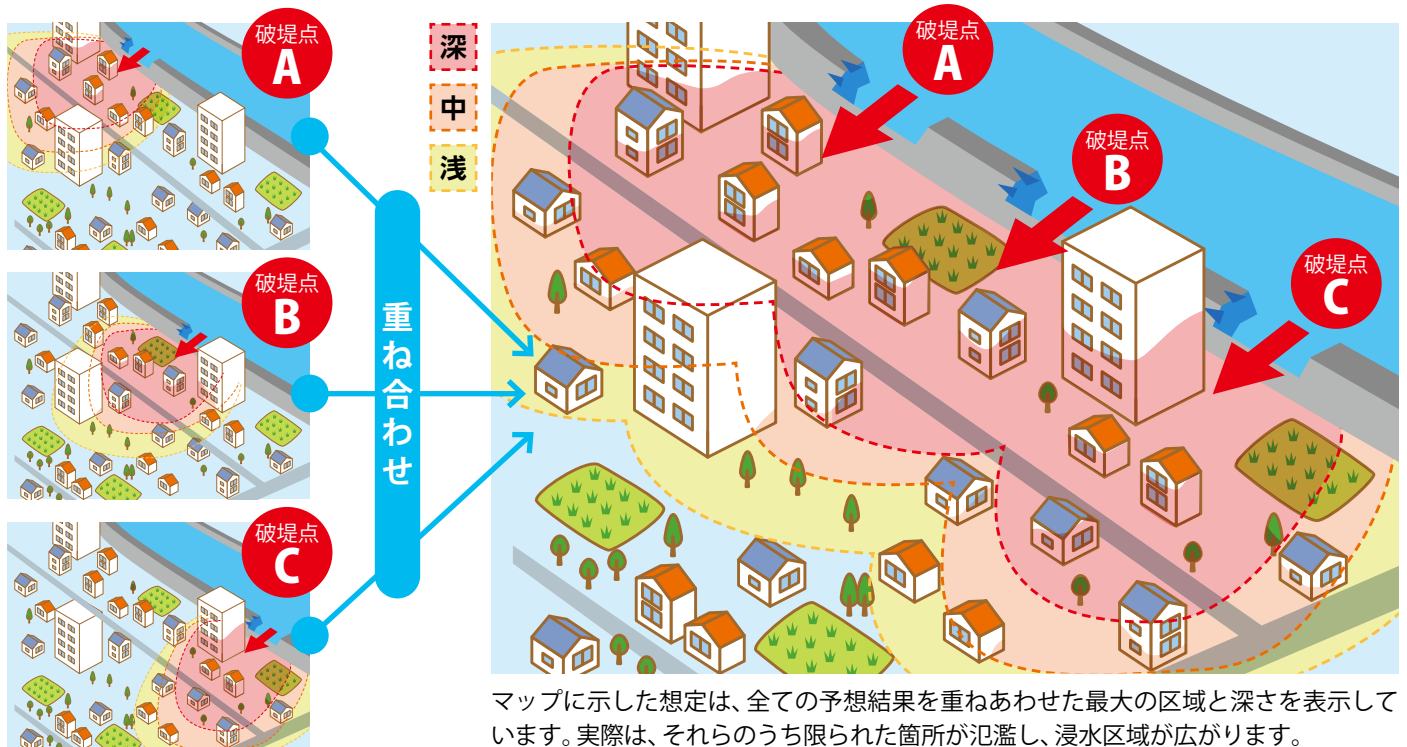 破堤点
A
破堤点
B
破堤点
C
重ね合わせ
深
中
浅
破堤点
A
破堤点
B
破堤点
C
マップに示した想定は、全ての予想結果を重ねあわせた最大の区域と深さを表示して
います。実際は、それらのうち限られた箇所が氾濫し、浸水区域が広がります。